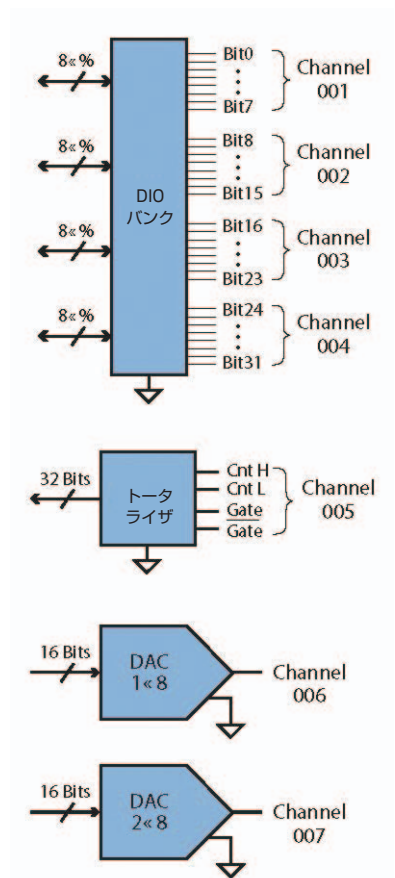 8«%
Bit0
Bit7
Channel
001
8«%
Bit8
Bit15
Channel
002
DIO
バンク
8«%
Bit16
Bit23
Channel
003
8«%
Bit24
Bit31
Channel
004
32 Bits
トータ
ライザ
Cnt H
Cnt L
Gate
Gate
Channel
005
16 Bits
DAC
1«8
Channel
006
16 Bits
DAC
2«8
Channel
007